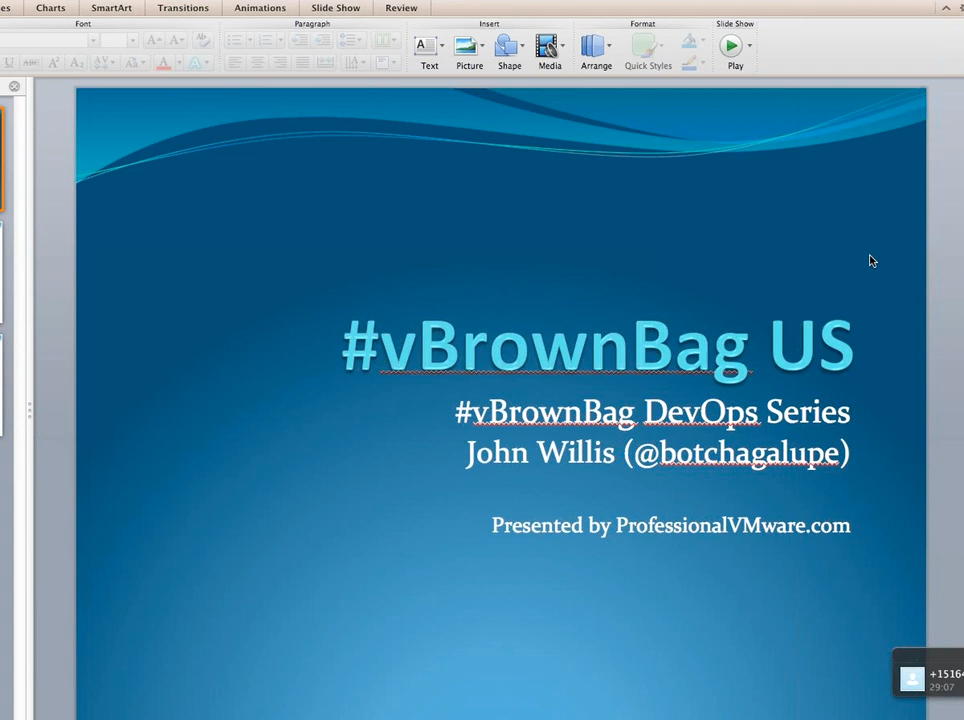 Charts SmartArt Transitions Animations Slide Show Review
Font Paragraph Insert Format Slide Show
Text Picture Shape Media Arrange Quick Styles Play
#vBrownBag US
#vBrownBag DevOps Series
John Willis (@botchagalupe)
Presented by ProfessionalVMware.com
29:07